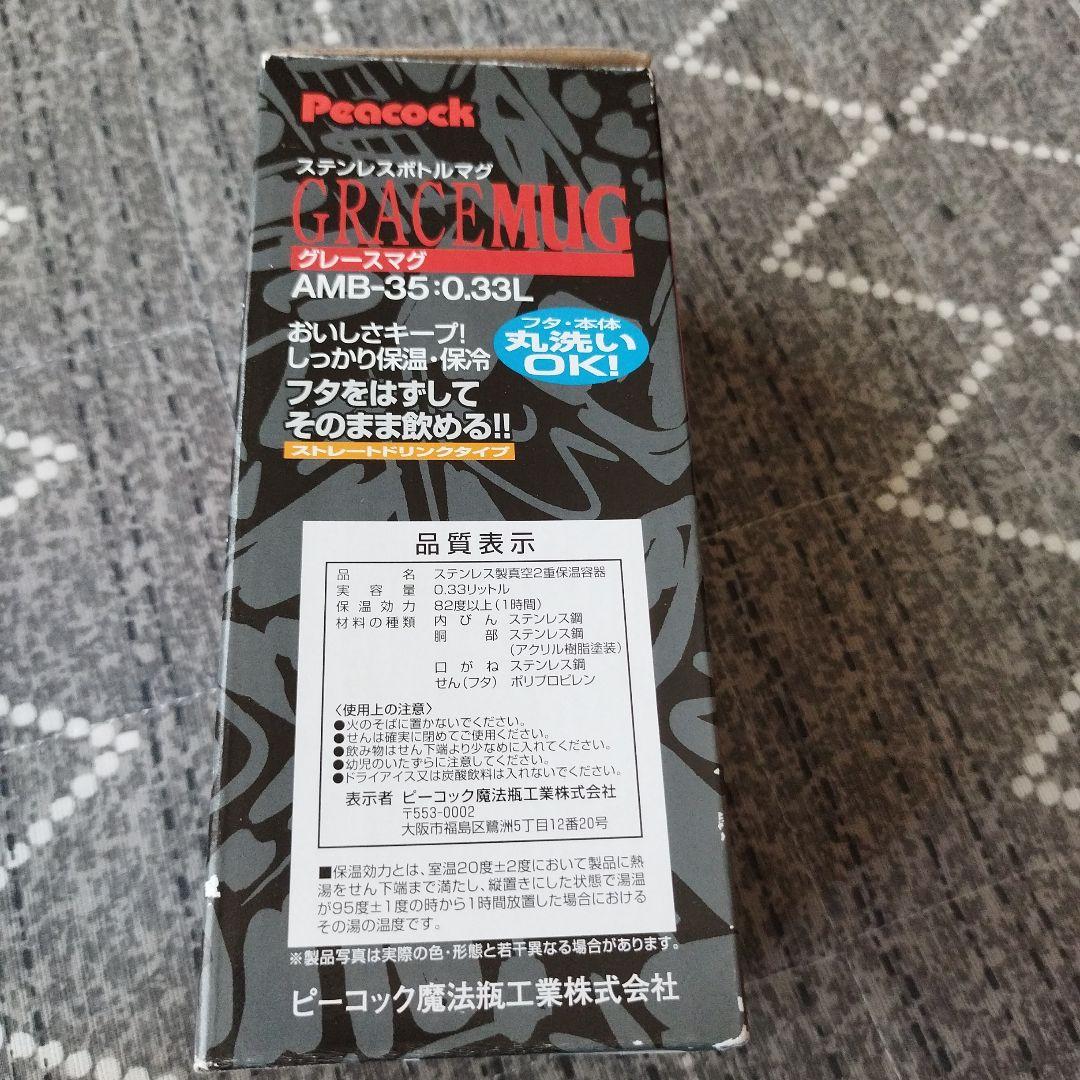 Peacock
ステンレスボトルマグ
GRACEMUG
グレースマグ
AMB-35:0.33L
おいしさキープ!
しっかり保温・保冷
フタ・本体
丸洗い
OK!
フタをはずして
そのまま飲める!!
ストレートドリンクタイプ
品質表示
品名 ステンレス製真空2重保温容器
実容量 0.33リットル
保温効力 82度以上(1時間)
材料の種類 内びん ステンレス鋼
胴部 ステンレス鋼
(アクリル樹脂塗装)
口がね ステンレス鋼
せん(フタ) ポリプロピレン
〈使用上の注意〉
●火のそばに置かないでください。
●せんは確実に閉めてご使用ください。
●飲み物はせん下端より少なめに入れてください。
●幼児のいたずらに注意してください。
●ドライアイス又は炭酸飲料は入れないでください。
表示者 ピーコック魔法瓶工業株式会社
〒553-0002
大阪市福島区鷺洲5丁目12番20号
■保温効力とは、室温20度±2度において製品に熱
湯をせん下端まで満たし、縦置きにした状態で湯温
が95度±1度の時から1時間放置した場合における
その湯の温度です。
※製品写真は実際の色・形態と若干異なる場合があります。
ピーコック魔法瓶工業株式会社